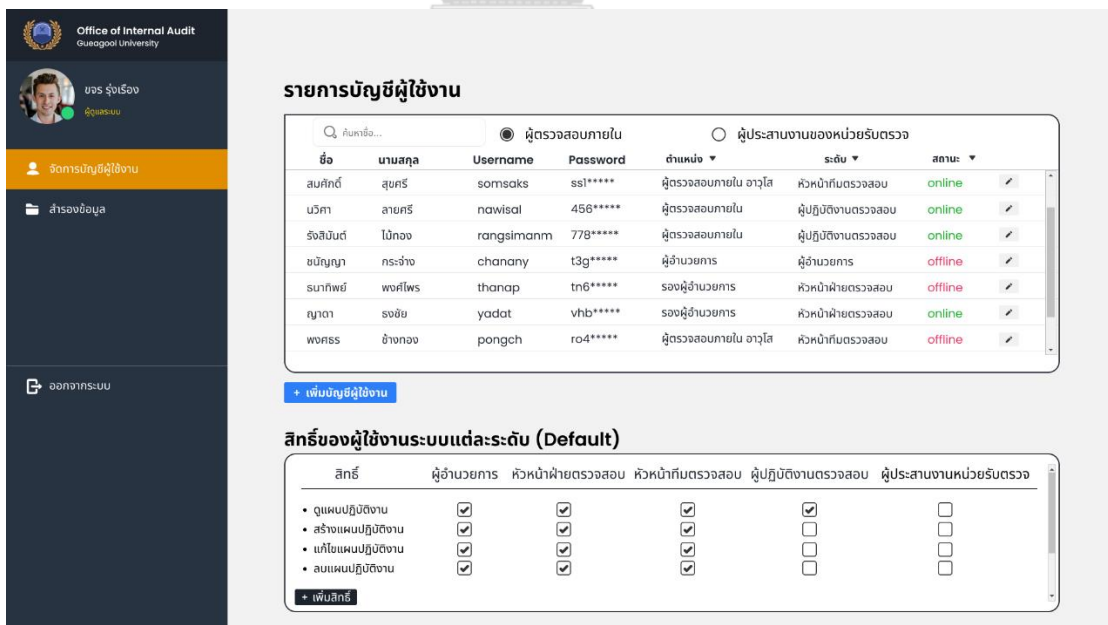 Office of Internal Audit
Gueagool University
ขจร รุ่งเรือง
ผู้ดูแลระบบ
จัดการบัญชีผู้ใช้งาน
สำรองข้อมูล
ออกจากระบบ
รายการบัญชีผู้ใช้งาน
ค้นหาชื่อ... ผู้ตรวจสอบภายใน ผู้ประสานงานของหน่วยรับตรวจ
ชื่อ นามสกุล Username Password ตำแหน่ง ▼ ระดับ ▼ สถานะ ▼
สมศักดิ์ สุขศรี somsaks ssl***** ผู้ตรวจสอบภายใน อาวุโส หัวหน้าทีมตรวจสอบ online
นวิศา ลายศรี nawisal 456***** ผู้ตรวจสอบภายใน ผู้ปฏิบัติงานตรวจสอบ online
รังสิมันต์ ไม้ทอง rangsimanm 778***** ผู้ตรวจสอบภายใน ผู้ปฏิบัติงานตรวจสอบ online
ชนัญญา กระจ่าง chanany t3g***** ผู้อำนวยการ ผู้อำนวยการ offline
ธนาทิพย์ พงศ์ไพร thanap tn6***** รองผู้อำนวยการ หัวหน้าฝ่ายตรวจสอบ offline
ญาดา ธงชัย yadat vhb***** รองผู้อำนวยการ หัวหน้าฝ่ายตรวจสอบ online
พงศธร ช้างทอง pongch ro4***** ผู้ตรวจสอบภายใน อาวุโส หัวหน้าทีมตรวจสอบ offline
+ เพิ่มบัญชีผู้ใช้งาน
สิทธิ์ของผู้ใช้งานระบบแต่ละระดับ (Default)
สิทธิ์ ผู้อำนวยการ หัวหน้าฝ่ายตรวจสอบ หัวหน้าทีมตรวจสอบ ผู้ปฏิบัติงานตรวจสอบ ผู้ประสานงานหน่วยรับตรวจ
• ดูแผนปฏิบัติงาน
• สร้างแผนปฏิบัติงาน
• แก้ไขแผนปฏิบัติงาน
• ลบแผนปฏิบัติงาน
+ เพิ่มสิทธิ์